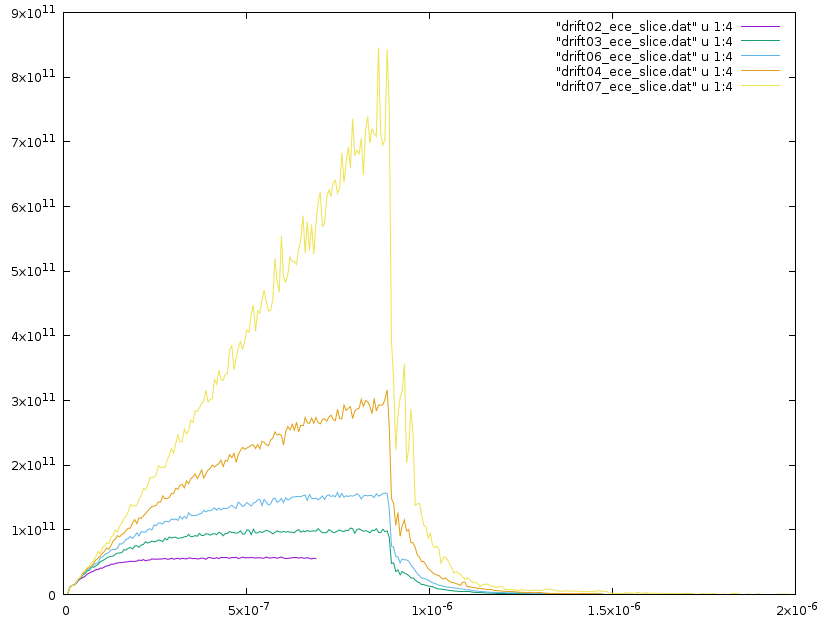 9x10^11
8x10^11
7x10^11
6x10^11
5x10^11
4x10^11
3x10^11
2x10^11
1x10^11
0
0
5x10^-7
1x10^-6
1.5x10^-6
2x10^-6
"drift02_ece_slice.dat" u 1:4
"drift03_ece_slice.dat" u 1:4
"drift06_ece_slice.dat" u 1:4
"drift04_ece_slice.dat" u 1:4
"drift07_ece_slice.dat" u 1:4